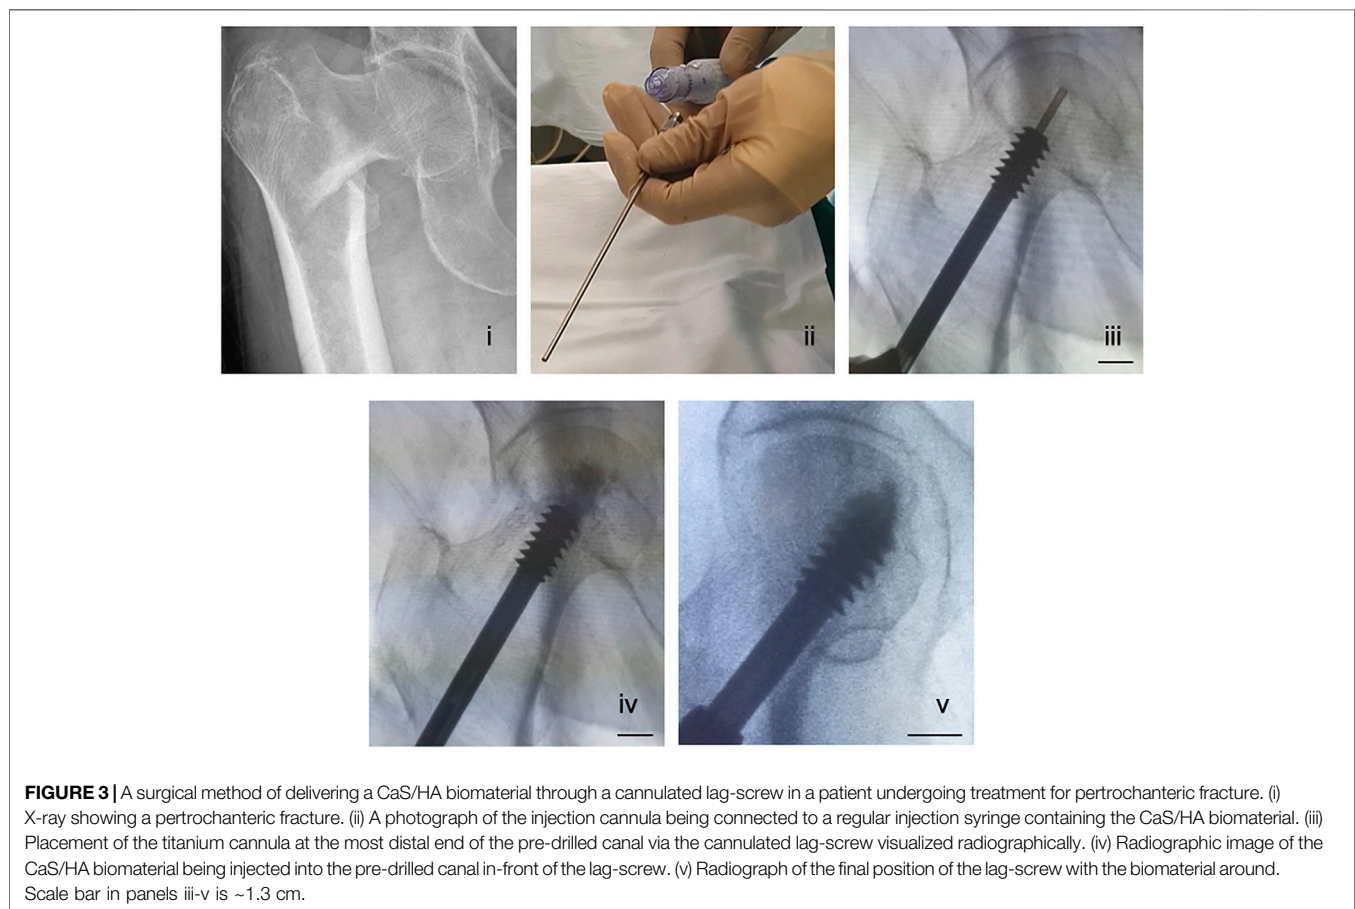 i
ii
iii
iv
v
FIGURE 3 | A surgical method of delivering a CaS/HA biomaterial through a cannulated lag-screw in a patient undergoing treatment for pertrochanteric fracture. (i)
X-ray showing a pertrochanteric fracture. (ii) A photograph of the injection cannula being connected to a regular injection syringe containing the CaS/HA biomaterial. (iii)
Placement of the titanium cannula at the most distal end of the pre-drilled canal via the cannulated lag-screw visualized radiographically. (iv) Radiographic image of the
CaS/HA biomaterial being injected into the pre-drilled canal in-front of the lag-screw. (v) Radiograph of the final position of the lag-screw with the biomaterial around.
Scale bar in panels iii-v is ~1.3 cm.